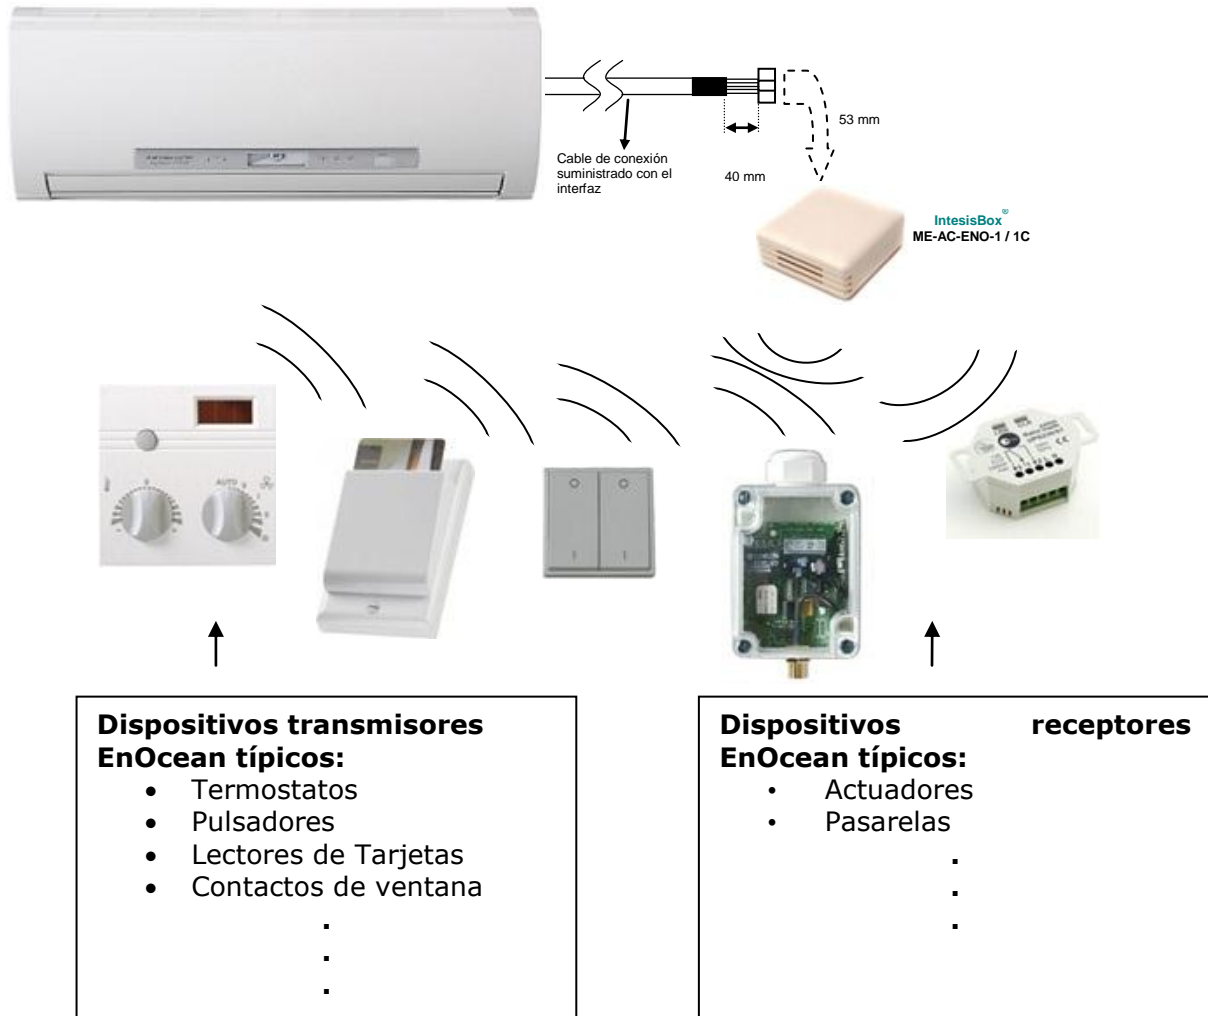 53 mm
Cable de conexión
suministrado con el
interfaz
40 mm
IntesisBox®
ME-AC-ENO-1 / 1C
AUTO
Dispositivos transmisores
EnOcean típicos:
• Termostatos
• Pulsadores
• Lectores de Tarjetas
• Contactos de ventana
.
.
.
Dispositivos receptores
EnOcean típicos:
• Actuadores
• Pasarelas
.
.
.